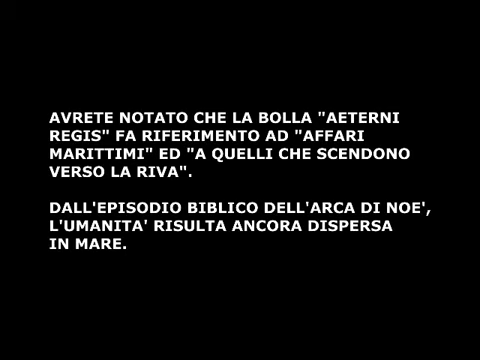 AVRETE NOTATO CHE LA BOLLA "AETERNI
REGIS" FA RIFERIMENTO AD "AFFARI
MARITTIMI" ED "A QUELLI CHE SCENDONO
VERSO LA RIVA".
DALL'EPISODIO BIBLICO DELL'ARCA DI NOE',
L'UMANITA' RISULTA ANCORA DISPERSA
IN MARE.